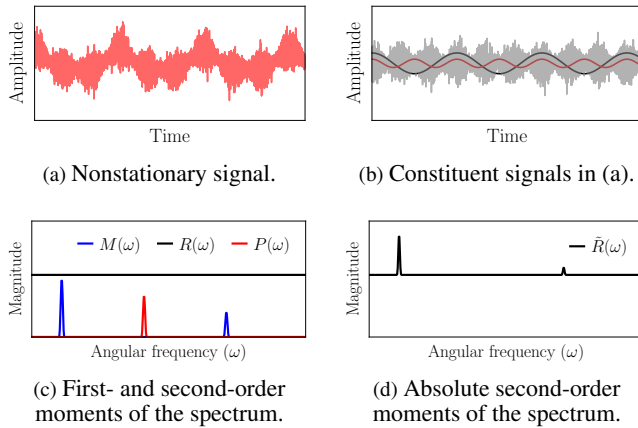 Amplitude
Time
(a) Nonstationary signal.
Amplitude
Time
(b) Constituent signals in (a).
Magnitude
M(ω) R(ω) P(ω)
Angular frequency (ω)
(c) First- and second-order
moments of the spectrum.
Magnitude
R̃(ω)
Angular frequency (ω)
(d) Absolute second-order
moments of the spectrum.